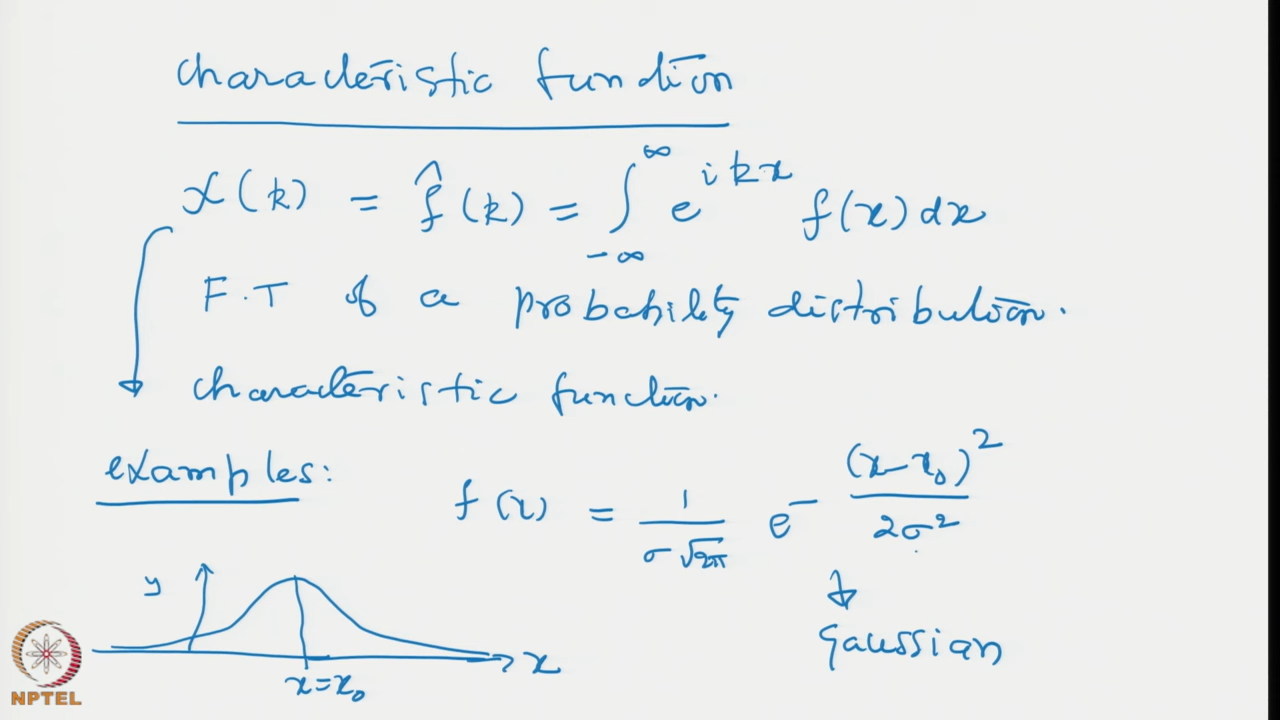 characteristic function
χ(k) = f̂(k) = ∫_{-∞}^{∞} e^{ikx} f(x) dx
F.T of a probability distribution.
characteristic function.
examples:
f(x) = 1/(σ√2π) e^{-(x-x₀)²/2σ²}
Gaussian
y
x
x=x₀
NPTEL